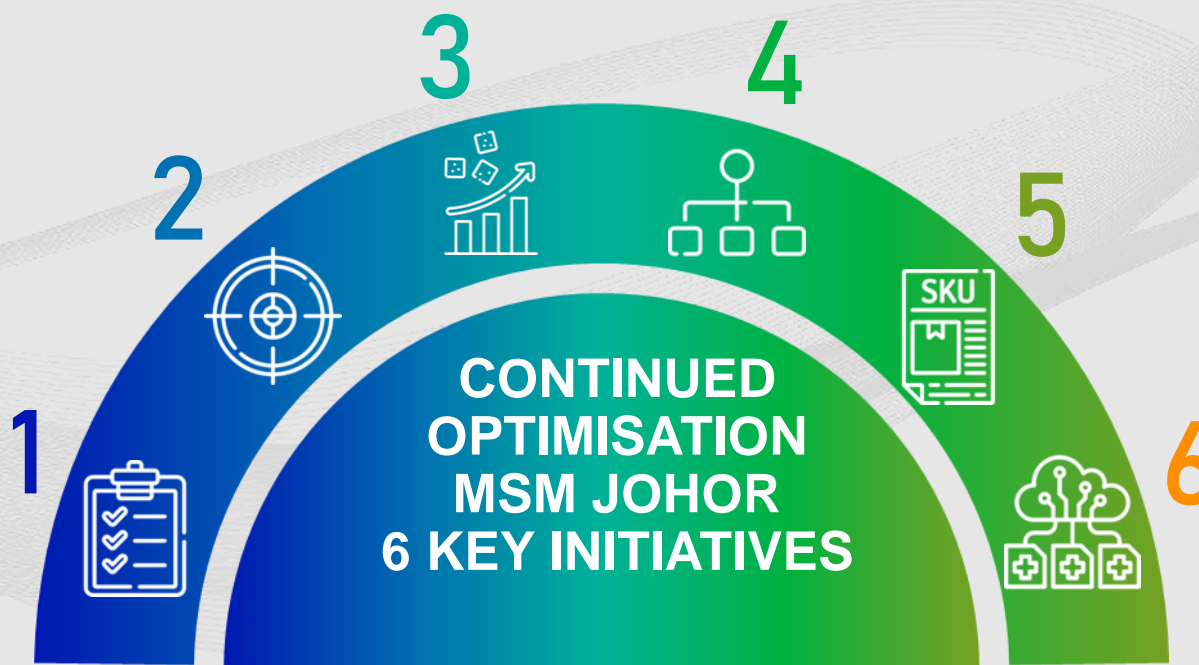 1
2
3
4
5
6
SKU
CONTINUED
OPTIMISATION
MSM JOHOR
6 KEY INITIATIVES